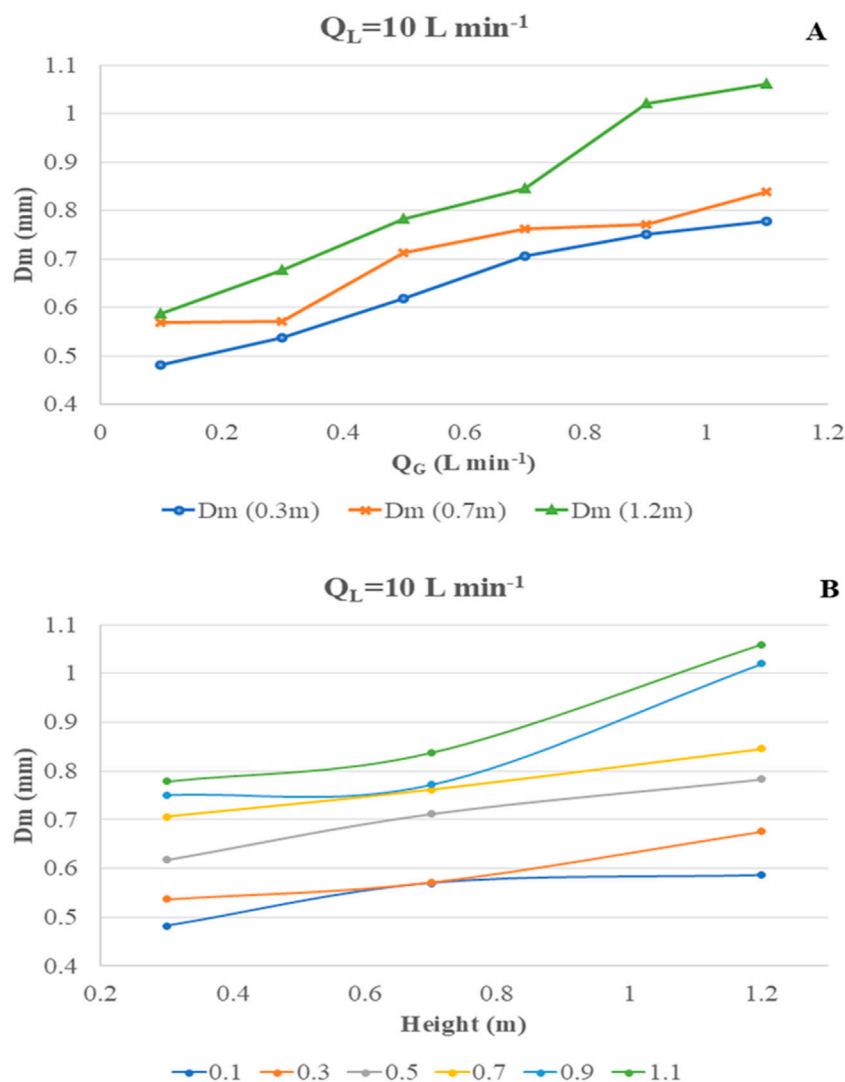 Q_L=10 L min⁻¹
A
1.1
1
0.9
0.8
0.7
0.6
0.5
0.4
Dm (mm)
0 0.2 0.4 0.6 0.8 1 1.2
Q_G (L min⁻¹)
Dm (0.3m) Dm (0.7m) Dm (1.2m)
Q_L=10 L min⁻¹
B
1.1
1
0.9
0.8
0.7
0.6
0.5
0.4
Dm (mm)
0.2 0.4 0.6 0.8 1 1.2
Height (m)
0.1 0.3 0.5 0.7 0.9 1.1